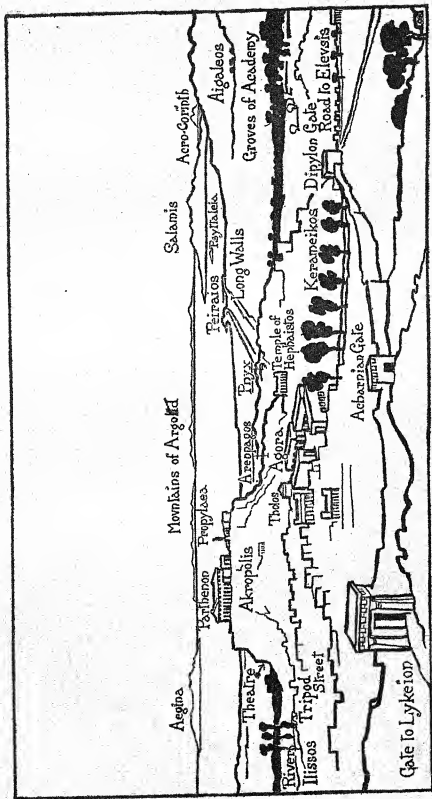 Aegina
Movntains of Argolid
Salamis
Acro-Corinth
Parthenon
Propylaea
Peiraios
Psyttaleia
Aigaleos
Long Walls
Theatre
Akropolis
Areopagos
Pnyx
Groves of Academy
Agora
Temple of
Hephaistos
River
Ilissos
Tripod
Street
Tholos
Kerameikos
Dipylon Gate
Road to Elevsis
Acharnian Gate
Gate to Lykeion